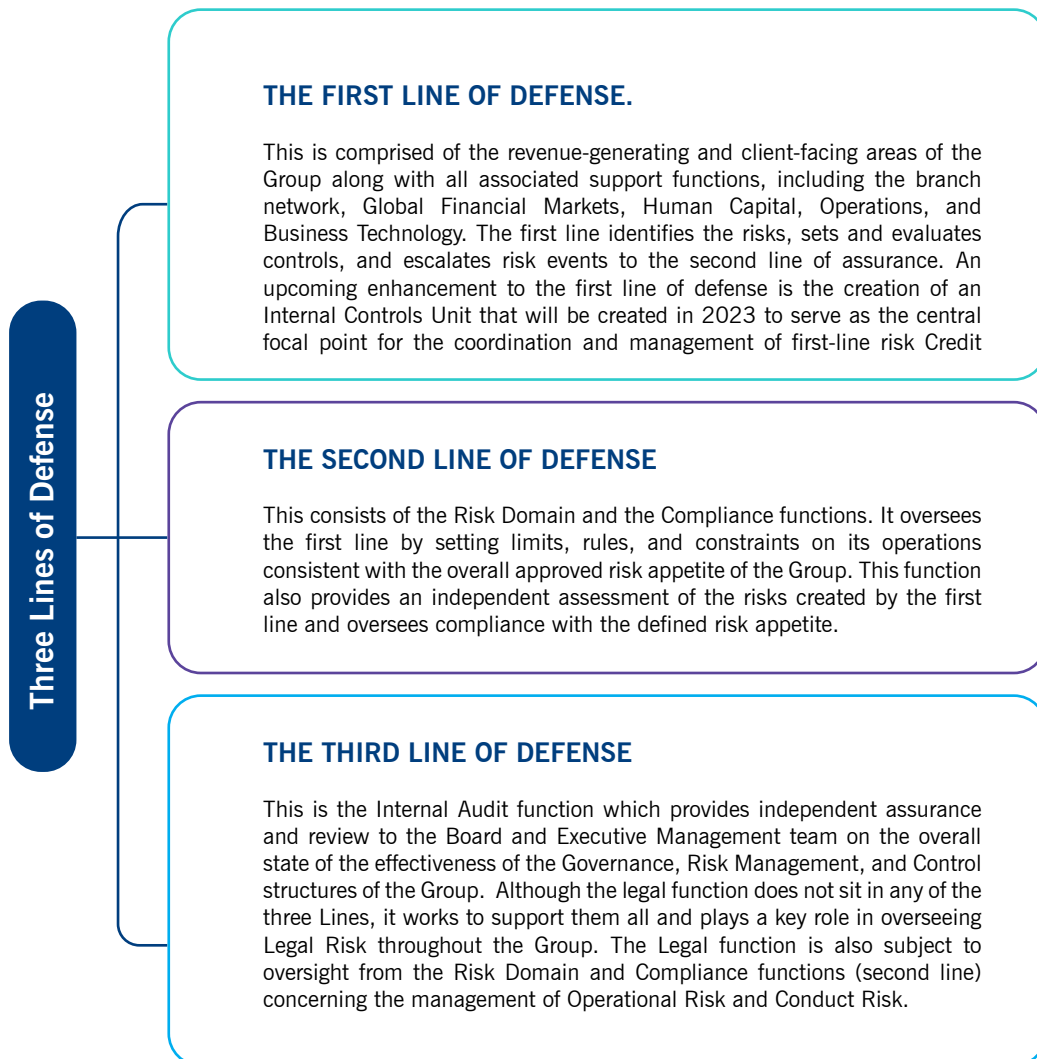 Three Lines of Defense
THE FIRST LINE OF DEFENSE.
This is comprised of the revenue-generating and client-facing areas of the
Group along with all associated support functions, including the branch
network, Global Financial Markets, Human Capital, Operations, and
Business Technology. The first line identifies the risks, sets and evaluates
controls, and escalates risk events to the second line of assurance. An
upcoming enhancement to the first line of defense is the creation of an
Internal Controls Unit that will be created in 2023 to serve as the central
focal point for the coordination and management of first-line risk Credit
THE SECOND LINE OF DEFENSE
This consists of the Risk Domain and the Compliance functions. It oversees
the first line by setting limits, rules, and constraints on its operations
consistent with the overall approved risk appetite of the Group. This function
also provides an independent assessment of the risks created by the first
line and oversees compliance with the defined risk appetite.
THE THIRD LINE OF DEFENSE
This is the Internal Audit function which provides independent assurance
and review to the Board and Executive Management team on the overall
state of the effectiveness of the Governance, Risk Management, and Control
structures of the Group. Although the legal function does not sit in any of the
three Lines, it works to support them all and plays a key role in overseeing
Legal Risk throughout the Group. The Legal function is also subject to
oversight from the Risk Domain and Compliance functions (second line)
concerning the management of Operational Risk and Conduct Risk.